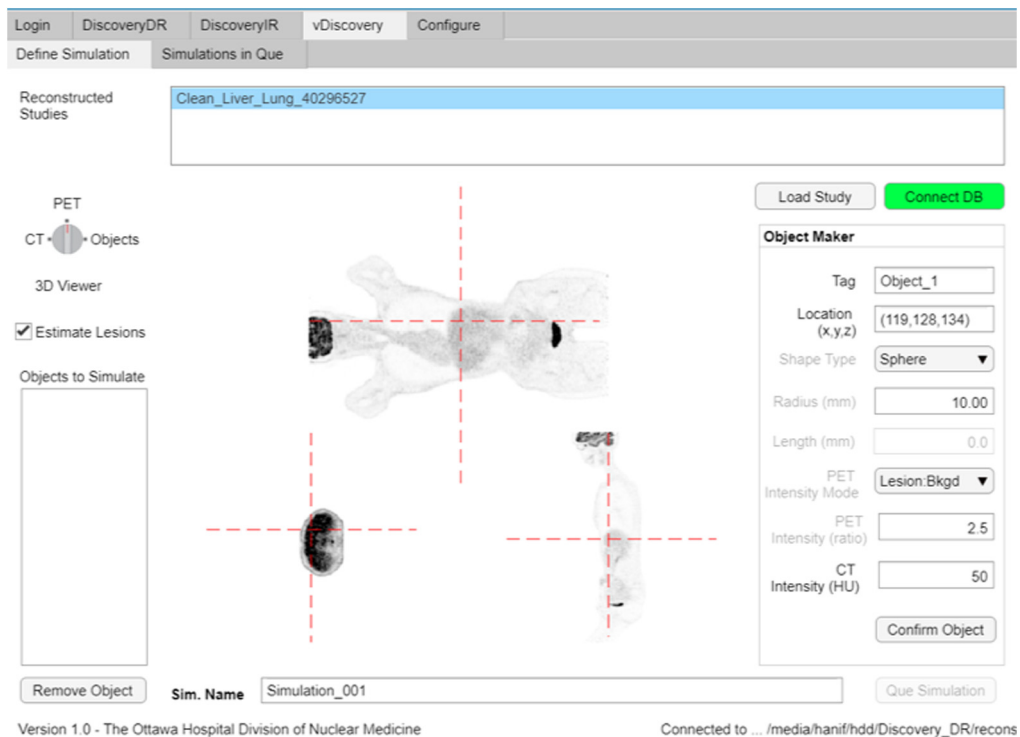 Login DiscoveryDR DiscoveryIR vDiscovery Configure
Define Simulation Simulations in Que
Reconstructed
Studies
Clean_Liver_Lung_40296527
PET
CT Objects
3D Viewer
Estimate Lesions
Objects to Simulate
Load Study Connect DB
Object Maker
Tag Object_1
Location
(x,y,z) (119,128,134)
Shape Type Sphere
Radius (mm) 10.00
Length (mm) 0.0
PET
Intensity Mode Lesion:Bkgd
PET
Intensity (ratio) 2.5
CT
Intensity (HU) 50
Confirm Object
Remove Object Sim. Name Simulation_001 Que Simulation
Version 1.0 - The Ottawa Hospital Division of Nuclear Medicine Connected to ... /media/hanif/hdd/Discovery_DR/recons